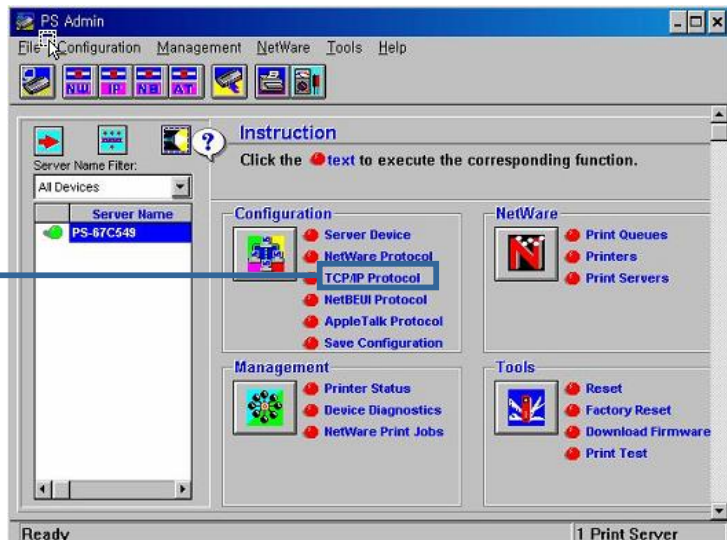 PS Admin
File Configuration Management NetWare Tools Help
NW IP NB AT
Server Name Filter:
All Devices
Server Name
PS-67C549
?
Instruction
Click the text to execute the corresponding function.
Configuration
Server Device
NetWare Protocol
TCP/IP Protocol
NetBEUI Protocol
AppleTalk Protocol
Save Configuration
NetWare
N
Print Queues
Printers
Print Servers
Management
Printer Status
Device Diagnostics
NetWare Print Jobs
Tools
Reset
Factory Reset
Download Firmware
Print Test
Ready 1 Print Server